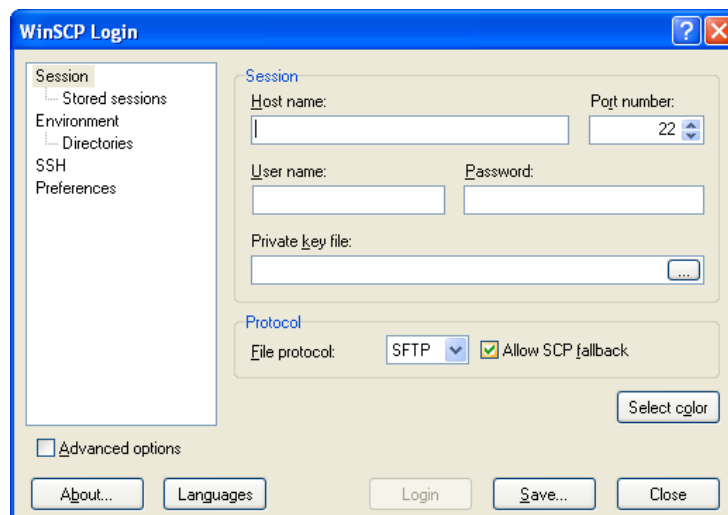 WinSCP Login
Session
Stored sessions
Environment
Directories
SSH
Preferences
Session
Host name:
Port number:
22
User name:
Password:
Private key file:
...
Protocol
File protocol:
SFTP
Allow SCP fallback
Select color
Advanced options
About...
Languages
Login
Save...
Close